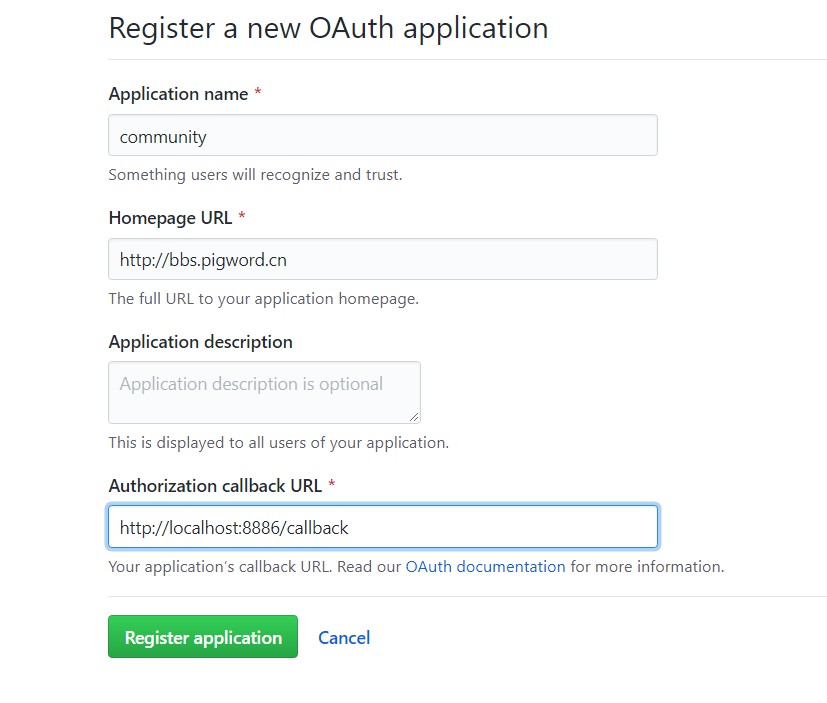 Register a new OAuth application
Application name *
community
Something users will recognize and trust.
Homepage URL *
http://bbs.pigword.cn
The full URL to your application homepage.
Application description
Application description is optional
This is displayed to all users of your application.
Authorization callback URL *
http://localhost:8886/callback
Your application’s callback URL. Read our OAuth documentation for more information.
Register application Cancel